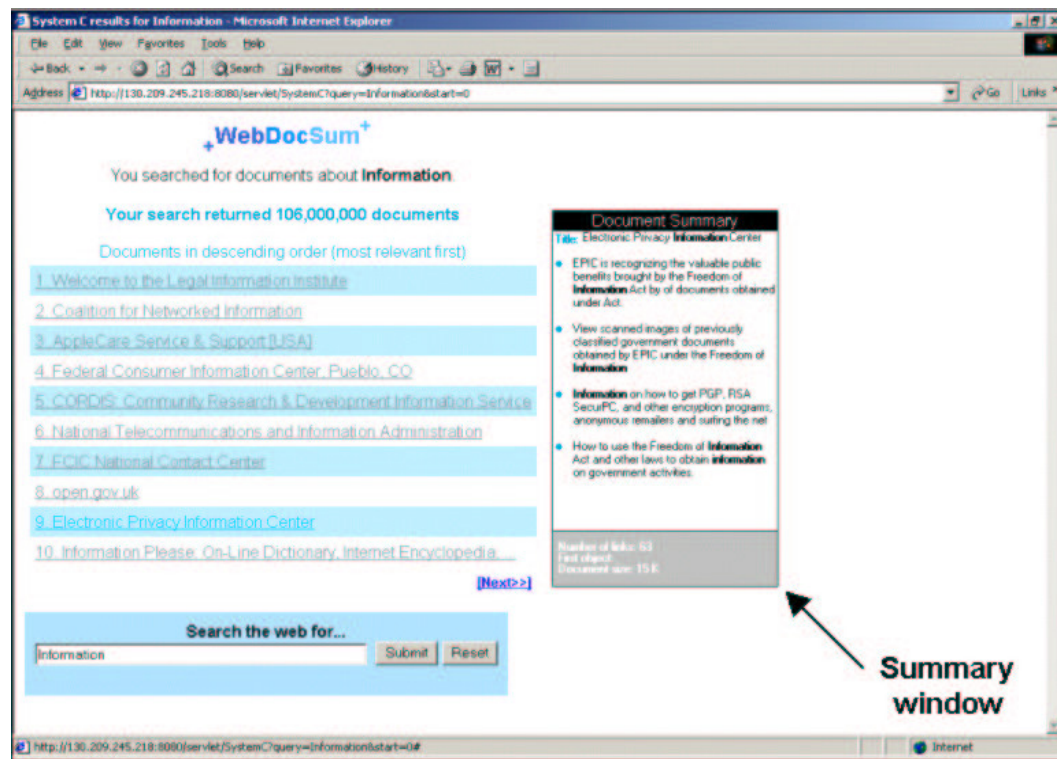 System C results for Information - Microsoft Internet Explorer
File Edit View Favorites Tools Help
Back Search Favorites History
Address http://130.209.245.218:8080/servlet/SystemC?query=Information&start=0 Go Links
+WebDocSum+
You searched for documents about Information.
Your search returned 106,000,000 documents
Documents in descending order (most relevant first)
1. Welcome to the Legal Information Institute
2. Coalition for Networked Information
3. AppleCare Service & Support [USA]
4. Federal Consumer Information Center, Pueblo, CO
5. CORDIS: Community Research & Development Information Service
6. National Telecommunications and Information Administration
7. FCIC National Contact Center
8. open.gov.uk
9. Electronic Privacy Information Center
10. Information Please: On-Line Dictionary, Internet Encyclopedia, ...
[Next>>]
Search the web for...
Information Submit Reset
Document Summary
Title: Electronic Privacy Information Center
• EPIC is recognizing the valuable public
benefits brought by the Freedom of
Information Act by of documents obtained
under Act.
• View scanned images of previously
classified government documents
obtained by EPIC under the Freedom of
Information
• Information on how to get PGP, RSA
SecurPC, and other encryption programs,
anonymous remailers and surfing the net
• How to use the Freedom of Information
Act and other laws to obtain information
on government activities.
Number of links: 63
First object:
Document size: 15 K
Summary
window
http://130.209.245.218:8080/servlet/SystemC?query=Information&start=0# Internet